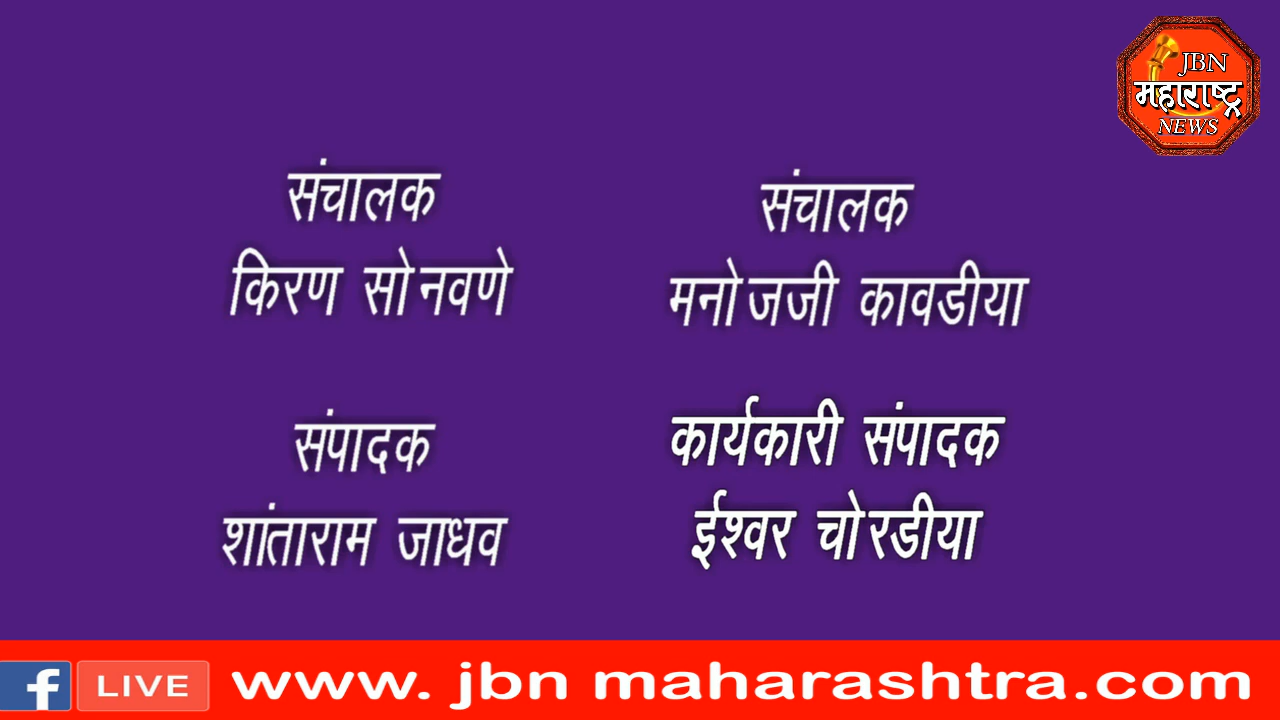 JBN
महाराष्ट्र
NEWS
संचालक
किरण सोनवणे
संचालक
मनोजजी कावडीया
संपादक
शांताराम जाधव
कार्यकारी संपादक
ईश्वर चोरडीया
f LIVE www. jbn maharashtra.com